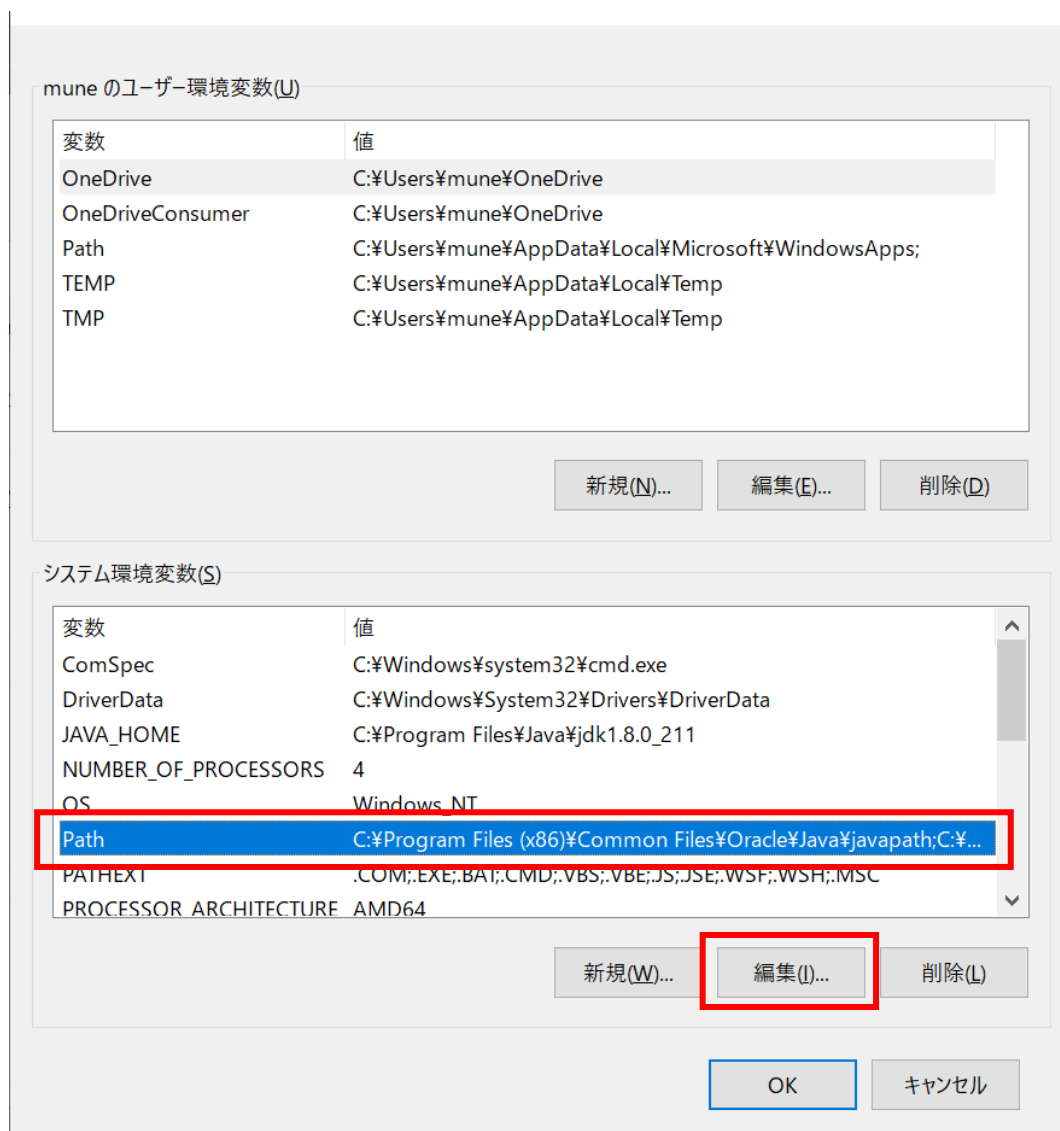 mune のユーザー環境変数(U)
変数 値
OneDrive C:¥Users¥mune¥OneDrive
OneDriveConsumer C:¥Users¥mune¥OneDrive
Path C:¥Users¥mune¥AppData¥Local¥Microsoft¥WindowsApps;
TEMP C:¥Users¥mune¥AppData¥Local¥Temp
TMP C:¥Users¥mune¥AppData¥Local¥Temp
新規(N)... 編集(E)... 削除(D)
システム環境変数(S)
変数 値
ComSpec C:¥Windows¥system32¥cmd.exe
DriverData C:¥Windows¥System32¥Drivers¥DriverData
JAVA_HOME C:¥Program Files¥Java¥jdk1.8.0_211
NUMBER_OF_PROCESSORS 4
OS Windows_NT
Path C:¥Program Files (x86)¥Common Files¥Oracle¥Java¥javapath;C:¥...
PATHEXT .COM;.EXE;.BAT;.CMD;.VBS;.VBE;.JS;.JSE;.WSF;.WSH;.MSC
PROCESSOR_ARCHITECTURE AMD64
新規(W)... 編集(I)... 削除(L)
OK キャンセル